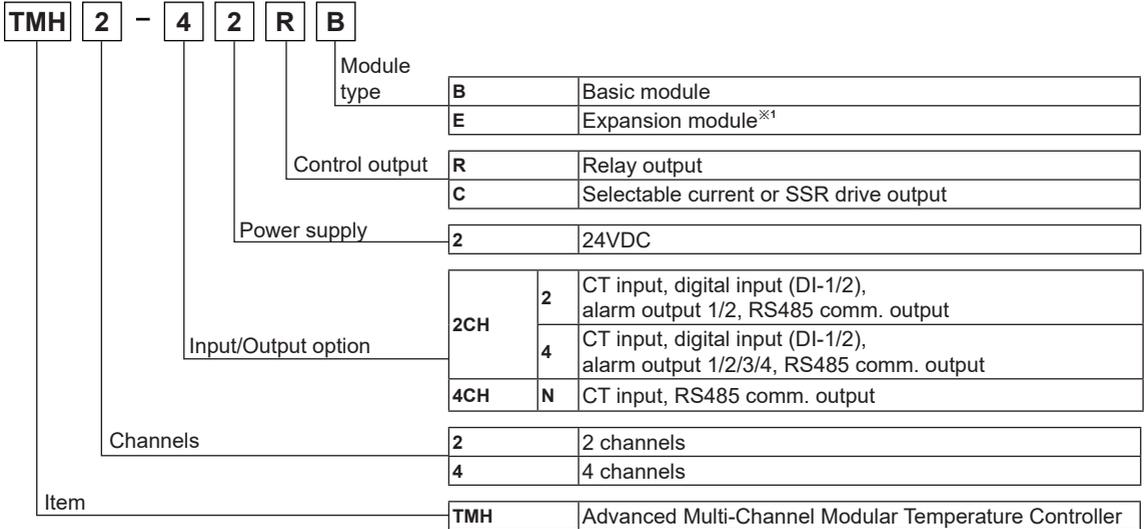 TMH 2 - 4 2 R B
Module
type
B Basic module
E Expansion module※1
Control output
R Relay output
C Selectable current or SSR drive output
Power supply
2 24VDC
Input/Output option
2CH
2 CT input, digital input (DI-1/2),
alarm output 1/2, RS485 comm. output
4 CT input, digital input (DI-1/2),
alarm output 1/2/3/4, RS485 comm. output
4CH N CT input, RS485 comm. output
Channels
2 2 channels
4 4 channels
Item
TMH Advanced Multi-Channel Modular Temperature Controller